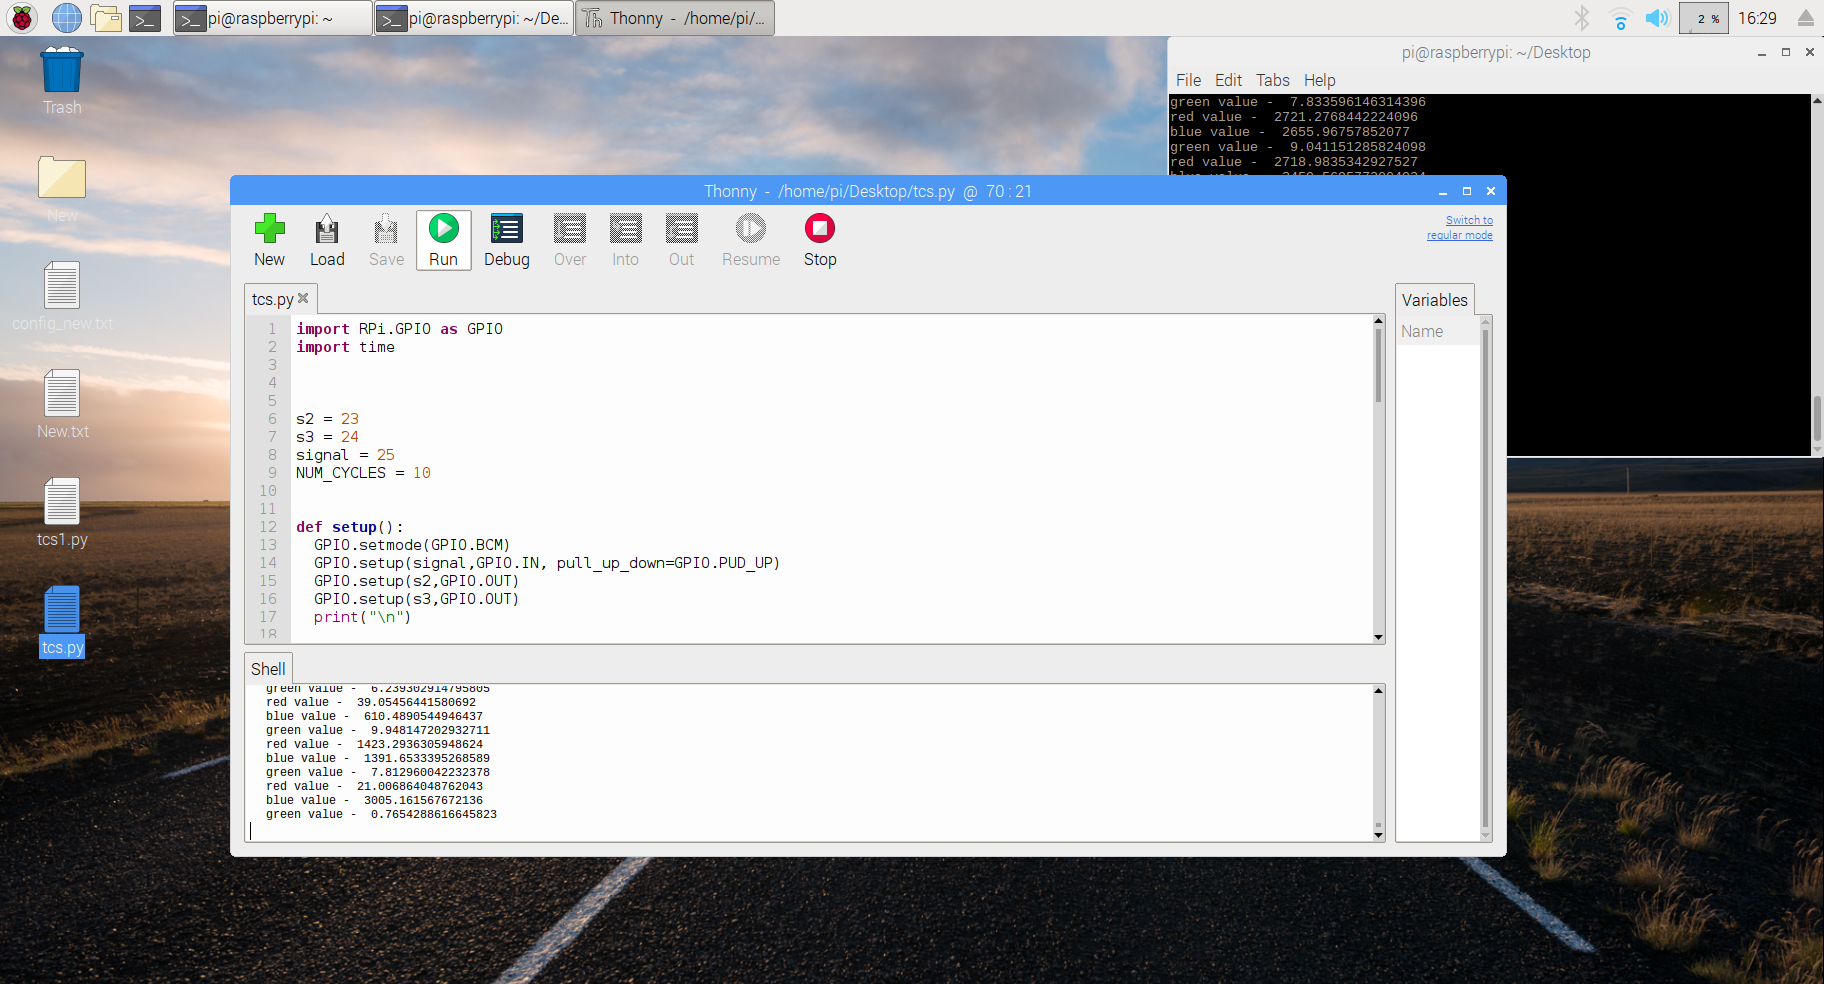 pi@raspberrypi: ~
pi@raspberrypi: ~/De...
Thonny - /home/pi/...
2 %
16:29
Trash
New
config_new.txt
New.txt
tcs1.py
tcs.py
pi@raspberrypi: ~/Desktop
File Edit Tabs Help
green value -  7.833596146314396
red value -  2721.2768442224096
blue value -  2655.96757852077
green value -  9.041151285824098
red value -  2718.9835342927527
Thonny - /home/pi/Desktop/tcs.py @ 70 : 21
New Load Save Run Debug Over Into Out Resume Stop
Switch to
regular mode
tcs.py
1 import RPi.GPIO as GPIO
2 import time
3
4
5
6 s2 = 23
7 s3 = 24
8 signal = 25
9 NUM_CYCLES = 10
10
11
12 def setup():
13   GPIO.setmode(GPIO.BCM)
14   GPIO.setup(signal,GPIO.IN, pull_up_down=GPIO.PUD_UP)
15   GPIO.setup(s2,GPIO.OUT)
16   GPIO.setup(s3,GPIO.OUT)
17   print("\n")
18
Variables
Name
Shell
green value -  6.239302914795805
red value -  39.05456441580692
blue value -  610.4890544946437
green value -  9.948147202932711
red value -  1423.2936305948624
blue value -  1391.6533395268589
green value -  7.812960042232378
red value -  21.006864048762043
blue value -  3005.161567672136
green value -  0.7654288616645823